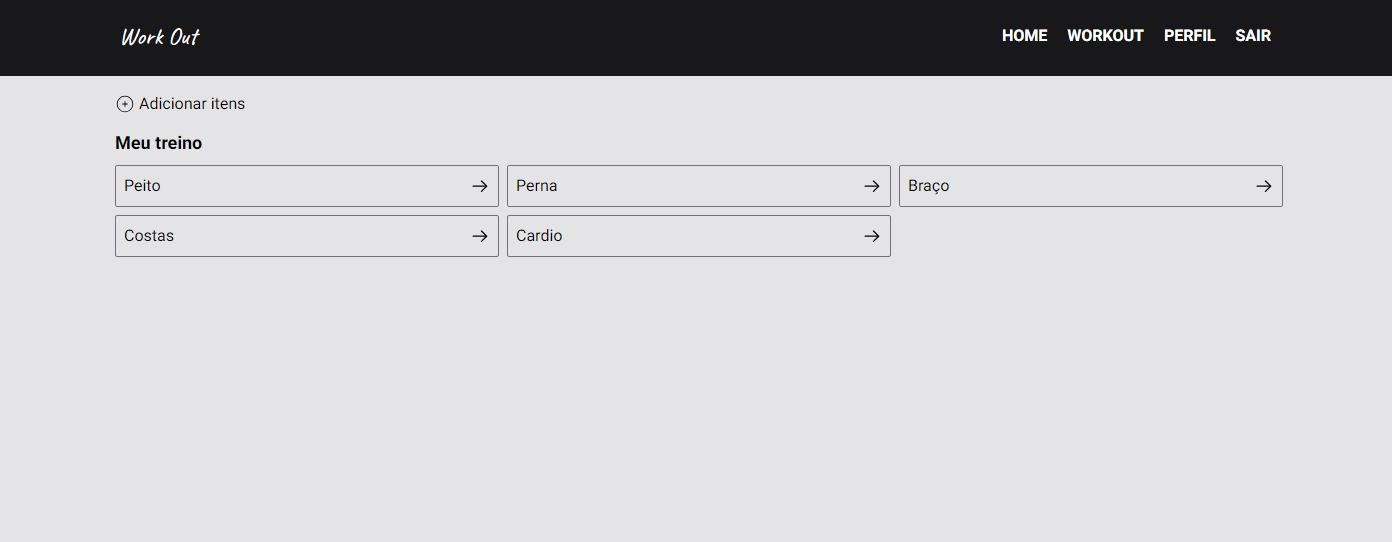 Work Out HOME WORKOUT PERFIL SAIR
Adicionar itens
Meu treino
Peito Perna Braço
Costas Cardio